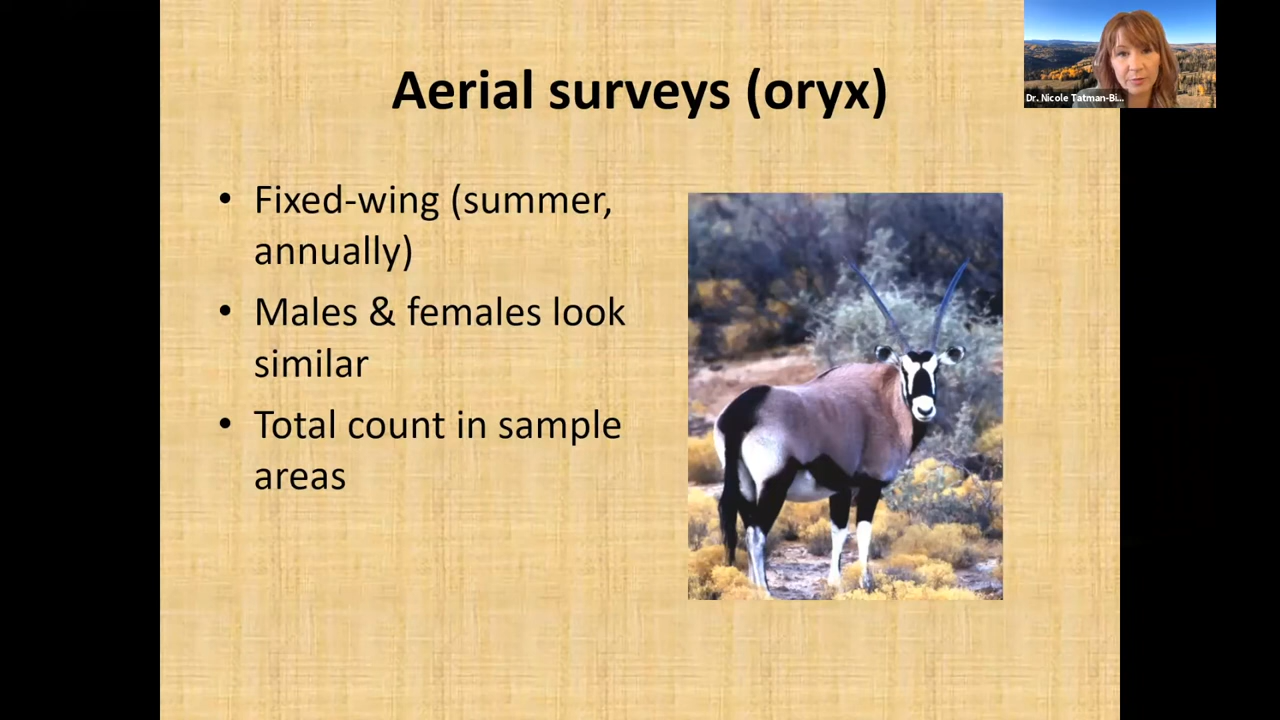 Aerial surveys (oryx)
Dr. Nicole Tatman-Bi...
• Fixed-wing (summer,
annually)
• Males & females look
similar
• Total count in sample
areas